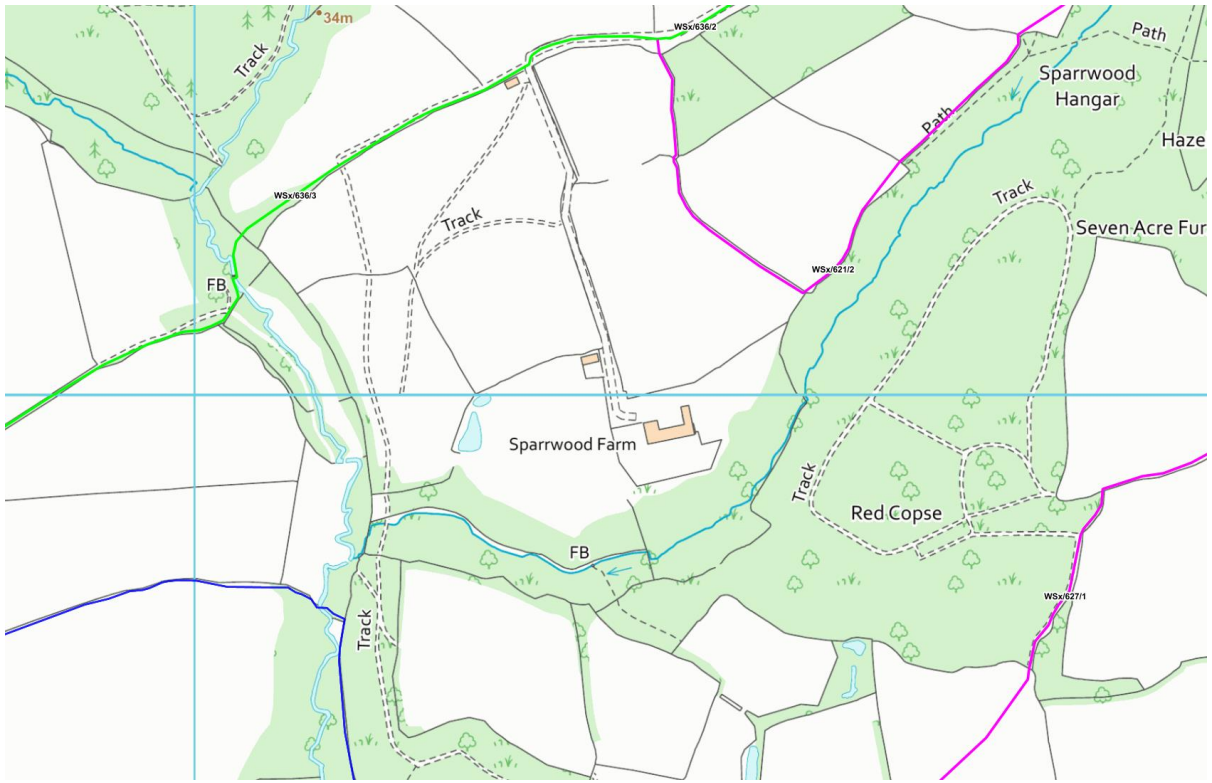 34m
WSx/636/2
Track
Path
Sparrwood
Hangar
Path
Haze
Track
WSx/636/3
Track
Seven Acre Fur
WSx/621/2
FB
Sparrwood Farm
Track
Red Copse
FB
WSx/627/1
Track